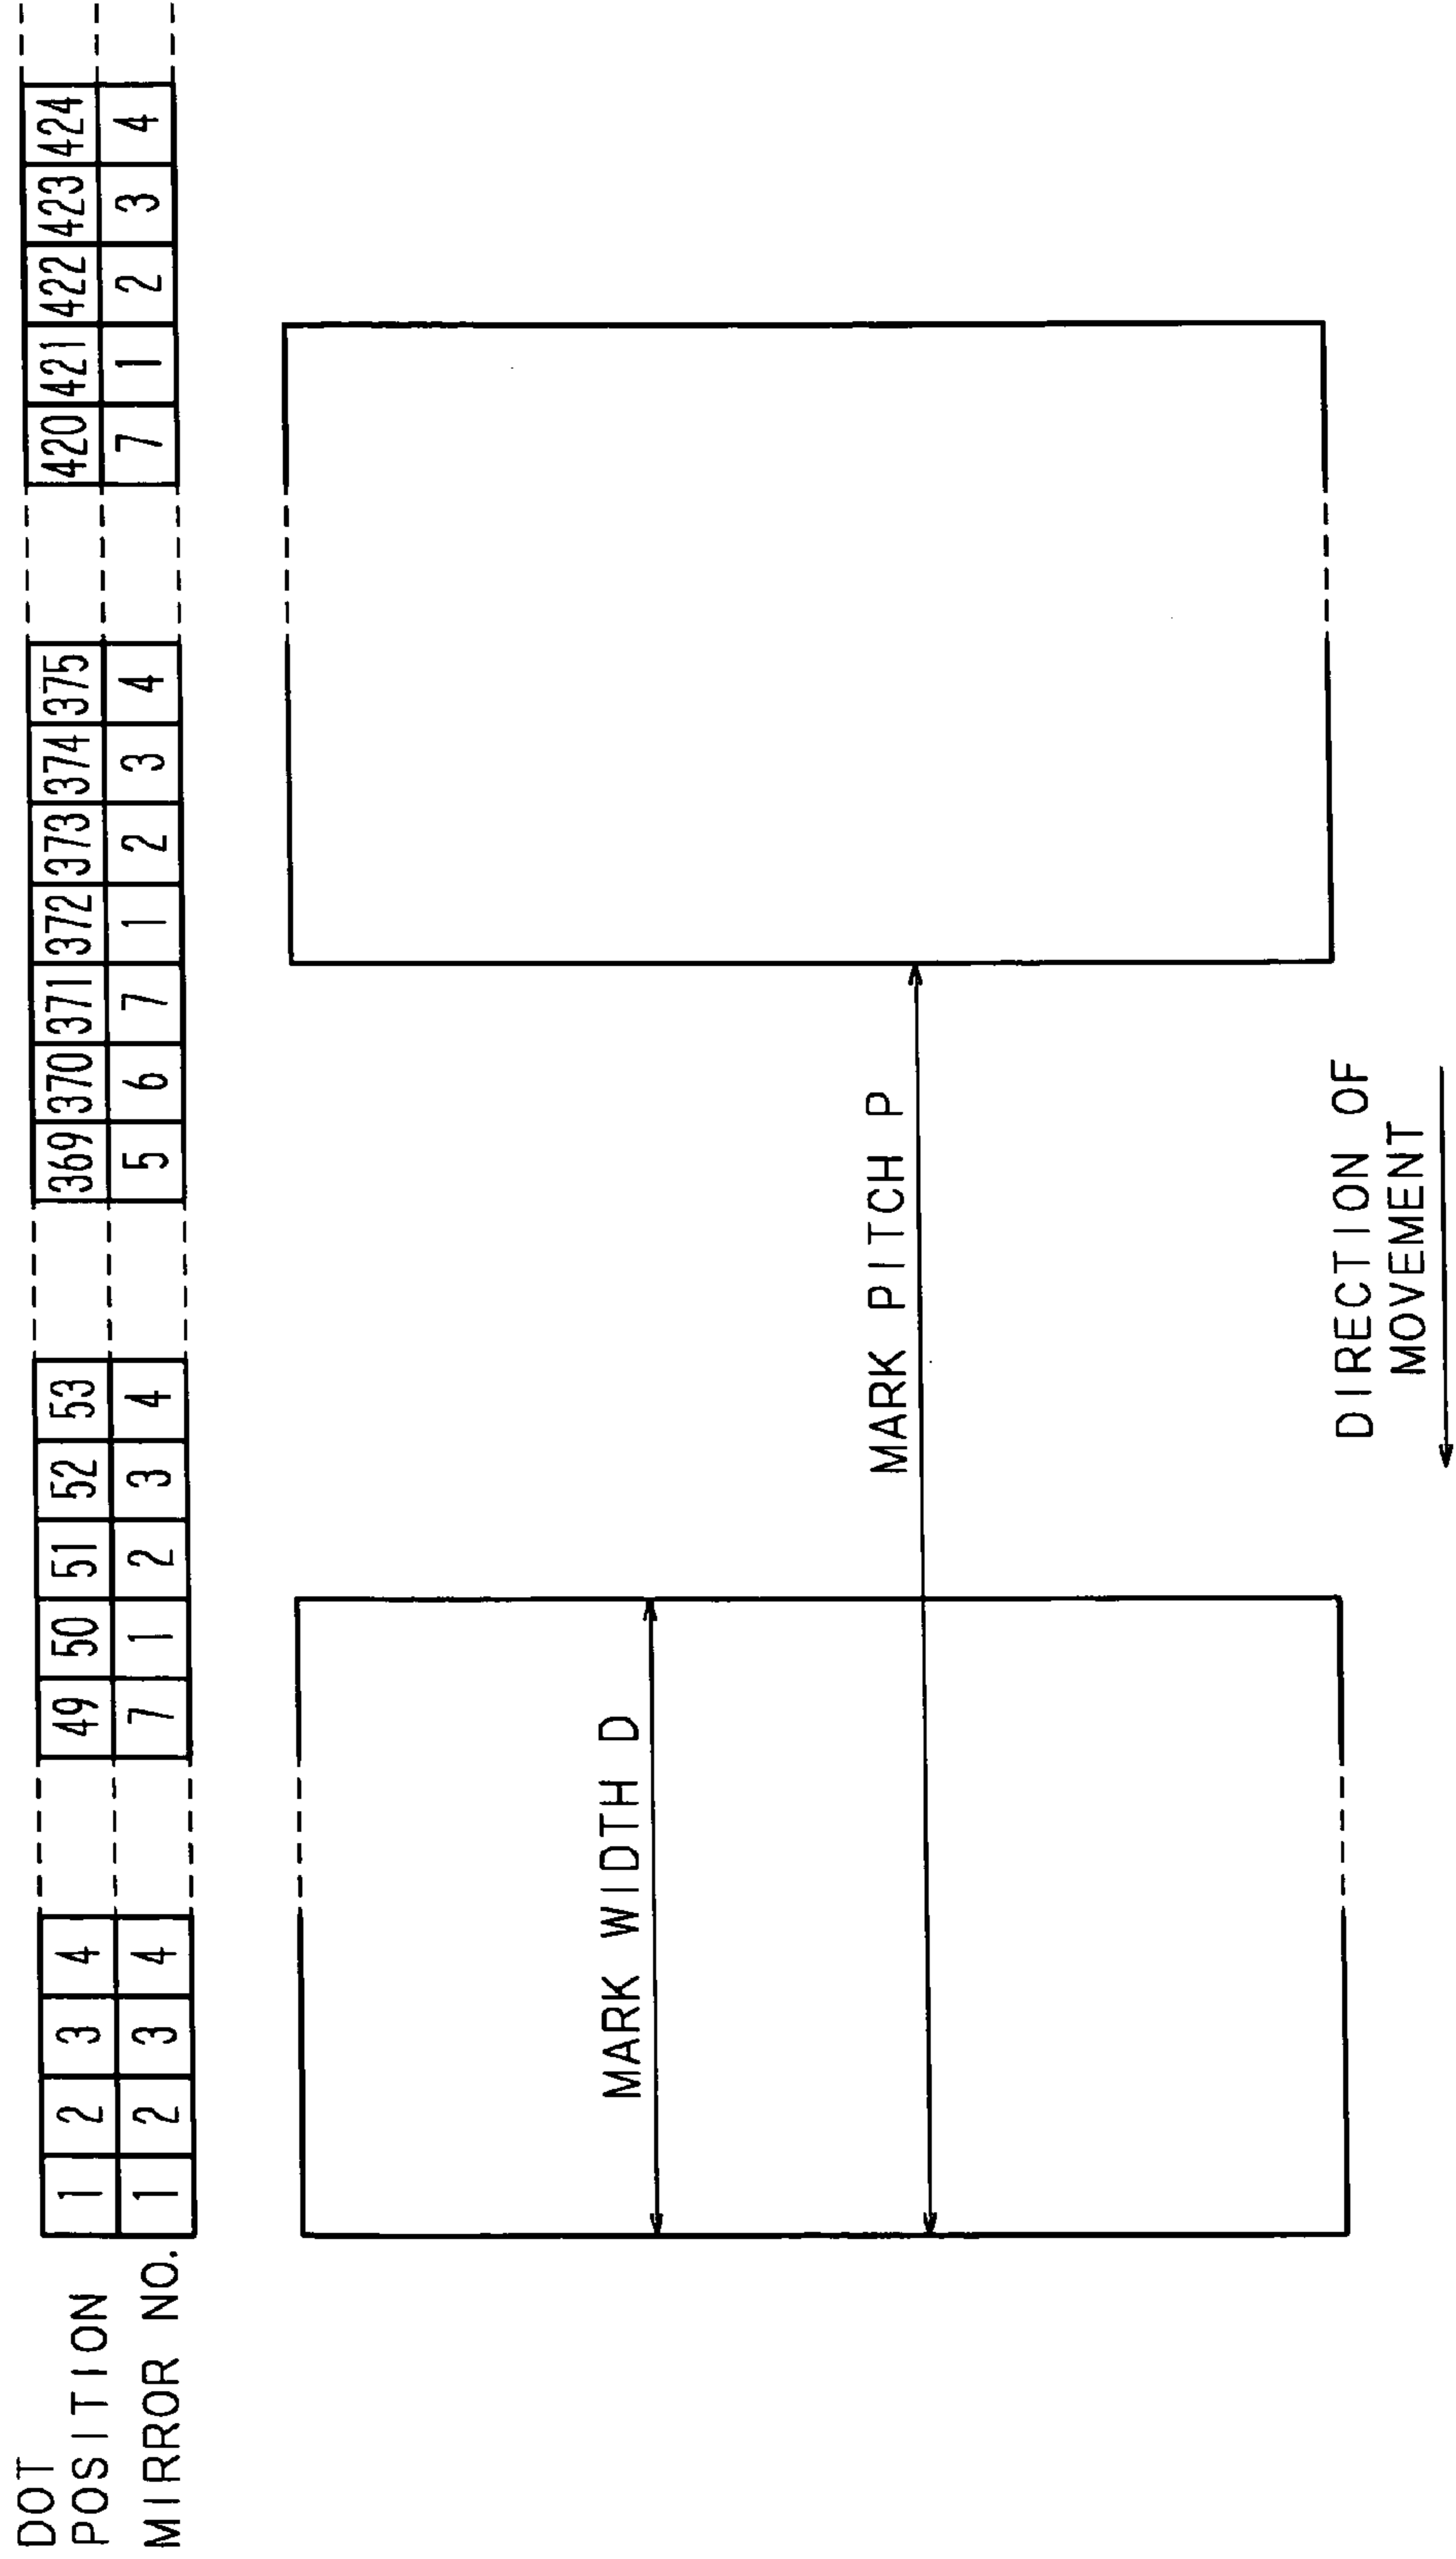 DOT
POSITION
1 2 3 4 49 50 51 52 53 369 370 371 372 373 374 375 420 421 422 423 424
MIRROR NO.
1 2 3 4 7 1 2 3 4 5 6 7 1 2 3 4 7 1 2 3 4
MARK WIDTH D
MARK PITCH P
DIRECTION OF
MOVEMENT